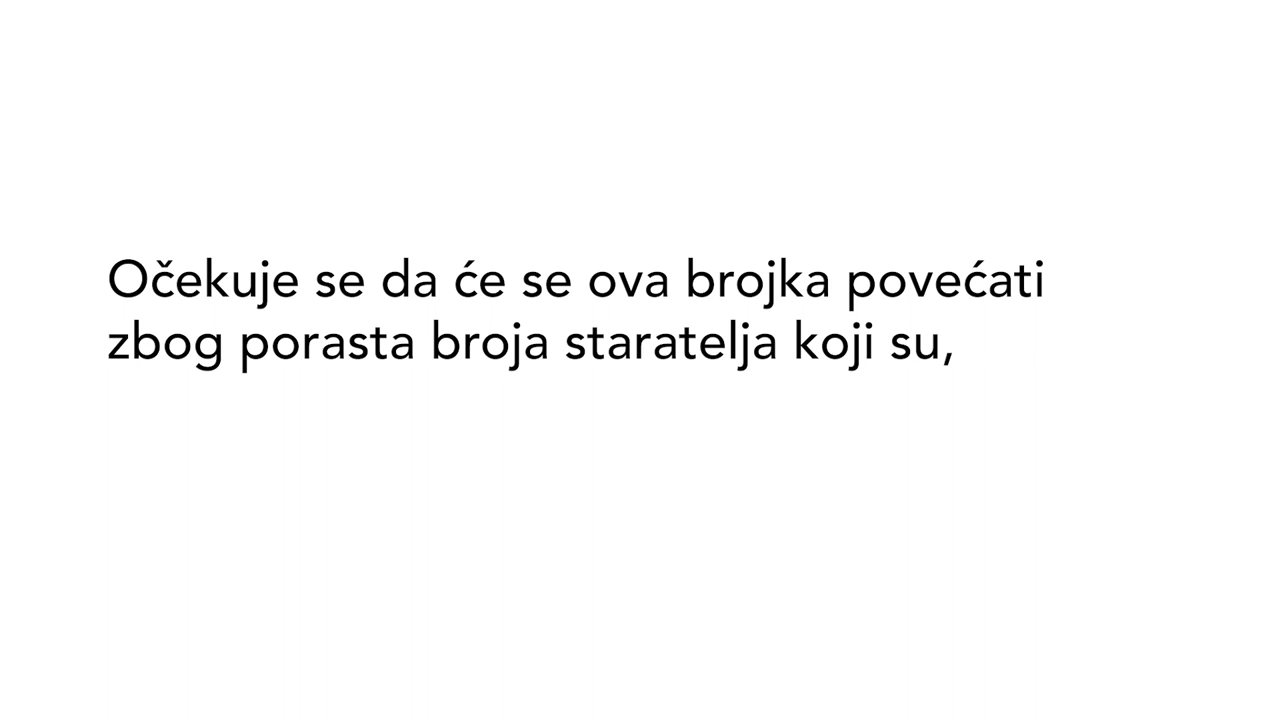 Očekuje se da će se ova brojka povećati
zbog porasta broja staratelja koji su,